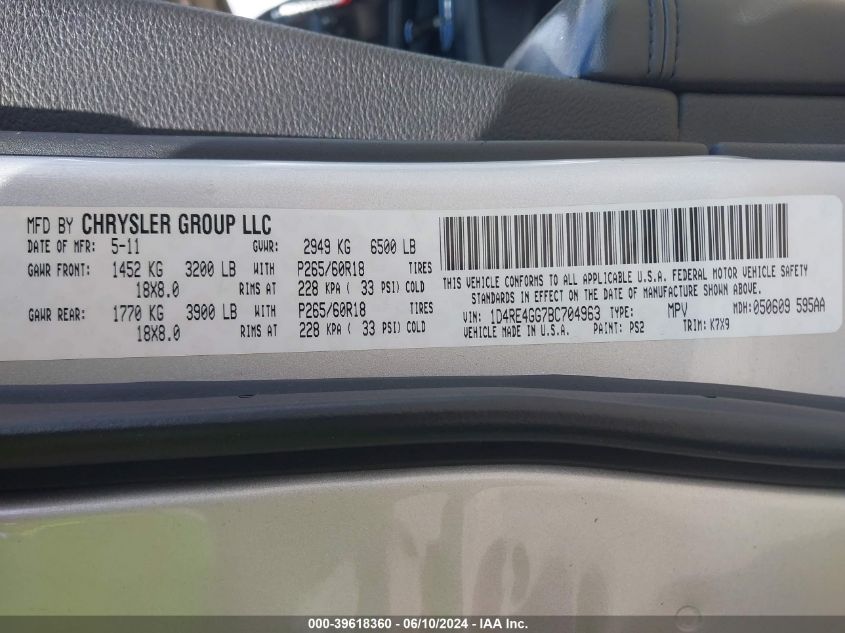 MFD BY CHRYSLER GROUP LLC
DATE OF MFR: 5-11 GVWR: 2949 KG 6500 LB
GAWR FRONT: 1452 KG 3200 LB WITH P265/60R18 TIRES
18X8.0 RIMS AT 228 KPA ( 33 PSI) COLD
GAWR REAR: 1770 KG 3900 LB WITH P265/60R18 TIRES
18X8.0 RIMS AT 228 KPA ( 33 PSI) COLD
THIS VEHICLE CONFORMS TO ALL APPLICABLE U.S.A. FEDERAL MOTOR VEHICLE SAFETY
STANDARDS IN EFFECT ON THE DATE OF MANUFACTURE SHOWN ABOVE.
VIN: 1D4RE4GG7BC704963 TYPE: MPV MDH: 050609 595AA
VEHICLE MADE IN U.S.A. PAINT: PS2 TRIM: K7X9
000-39618360 - 06/10/2024 - IAA Inc.